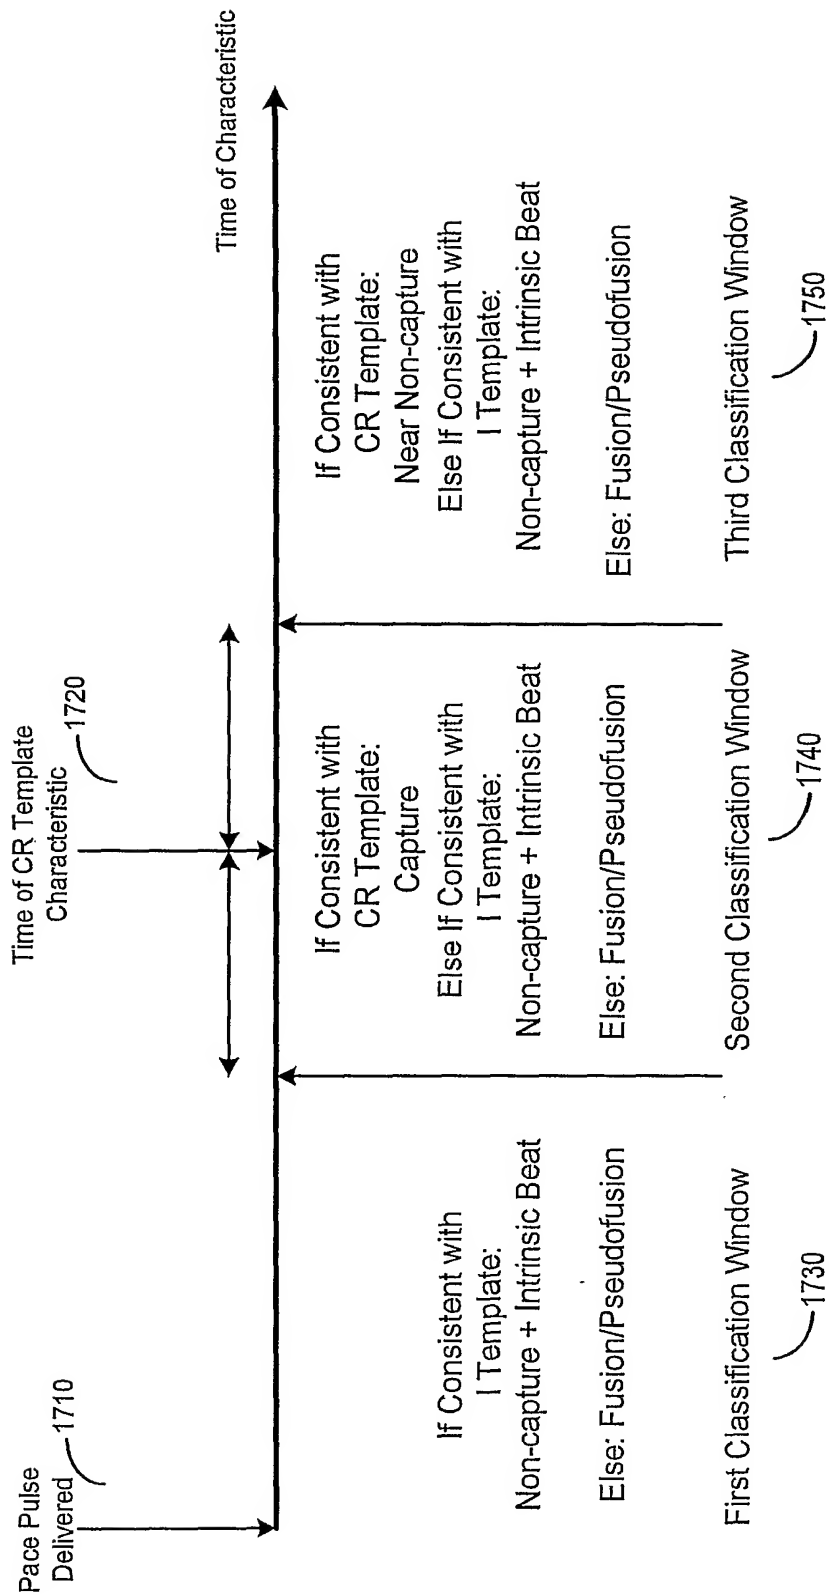 Pace Pulse
Delivered
1710
Time of CR Template
Characteristic
1720
Time of Characteristic
If Consistent with
I Template:
Non-capture + Intrinsic Beat
Else: Fusion/Pseudofusion
First Classification Window
1730
If Consistent with
CR Template:
Capture
Else If Consistent with
I Template:
Non-capture + Intrinsic Beat
Else: Fusion/Pseudofusion
Second Classification Window
1740
If Consistent with
CR Template:
Near Non-capture
Else If Consistent with
I Template:
Non-capture + Intrinsic Beat
Else: Fusion/Pseudofusion
Third Classification Window
1750